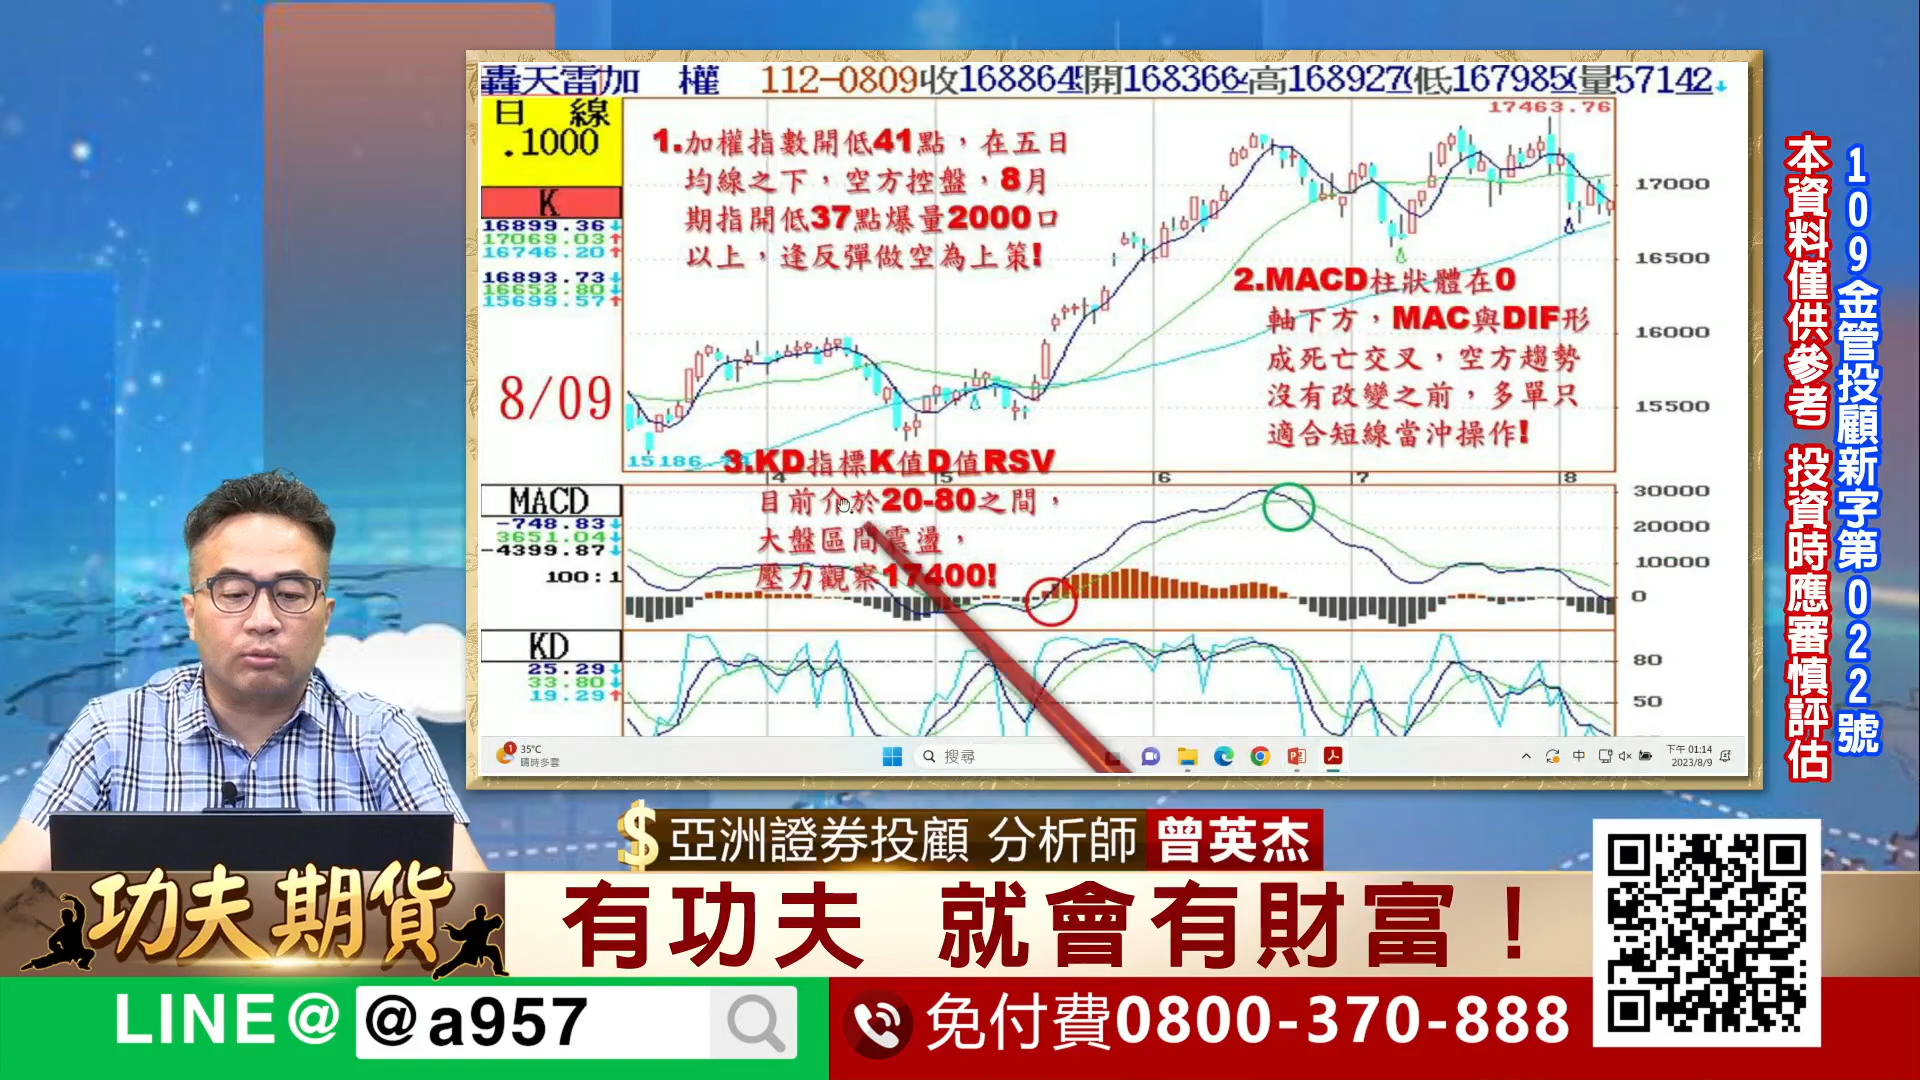 轟天雷加 權 112-0809收16886.4開16836.6高16892.7低16798.5量57142↓
日 線
.1000
K
16899.36↓
17069.03↑
16746.20↑
16893.73↓
16652.80↓
15699.57↑
8/09
17463.76
1.加權指數開低41點，在五日
均線之下，空方控盤，8月
期指開低37點爆量2000口
以上，逢反彈做空為上策!
2.MACD柱狀體在0
軸下方，MAC與DIF形
成死亡交叉，空方趨勢
沒有改變之前，多單只
適合短線當沖操作!
3.KD指標K值D值RSV
目前介於20-80之間，
大盤區間震盪，
壓力觀察17400!
17000
16500
16000
15500
15186.
4 5 6 7 8
MACD
-748.83↓
3651.04↓
-4399.87↓
100:1
30000
20000
10000
0
KD
25.29↓
33.80↓
19.29↑
80
50
1
35°C
晴時多雲
搜尋
中
下午 01:14
2023/8/9
本資料僅供參考 投資時應審慎評估
109金管投顧新字第022號
$亞洲證券投顧 分析師 曾英杰
功夫期貨
有功夫 就會有財富！
LINE@ @a957
免付費0800-370-888